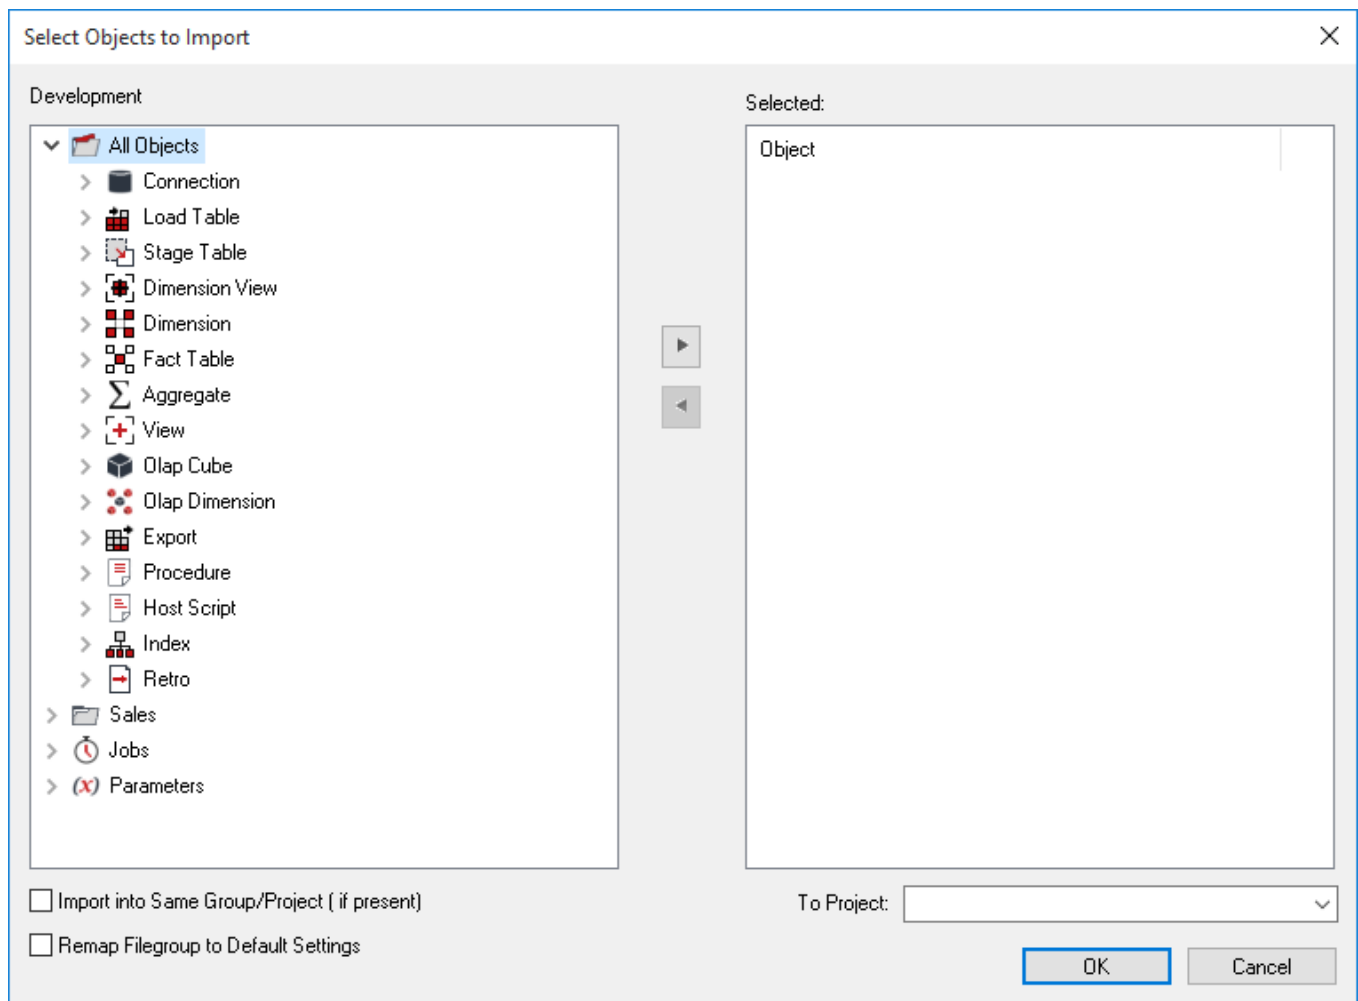 Select Objects to Import
Development
All Objects
Connection
Load Table
Stage Table
Dimension View
Dimension
Fact Table
Aggregate
View
Olap Cube
Olap Dimension
Export
Procedure
Host Script
Index
Retro
Sales
Jobs
(x) Parameters
Import into Same Group/Project ( if present)
Remap Filegroup to Default Settings
Selected:
Object
To Project:
OK
Cancel